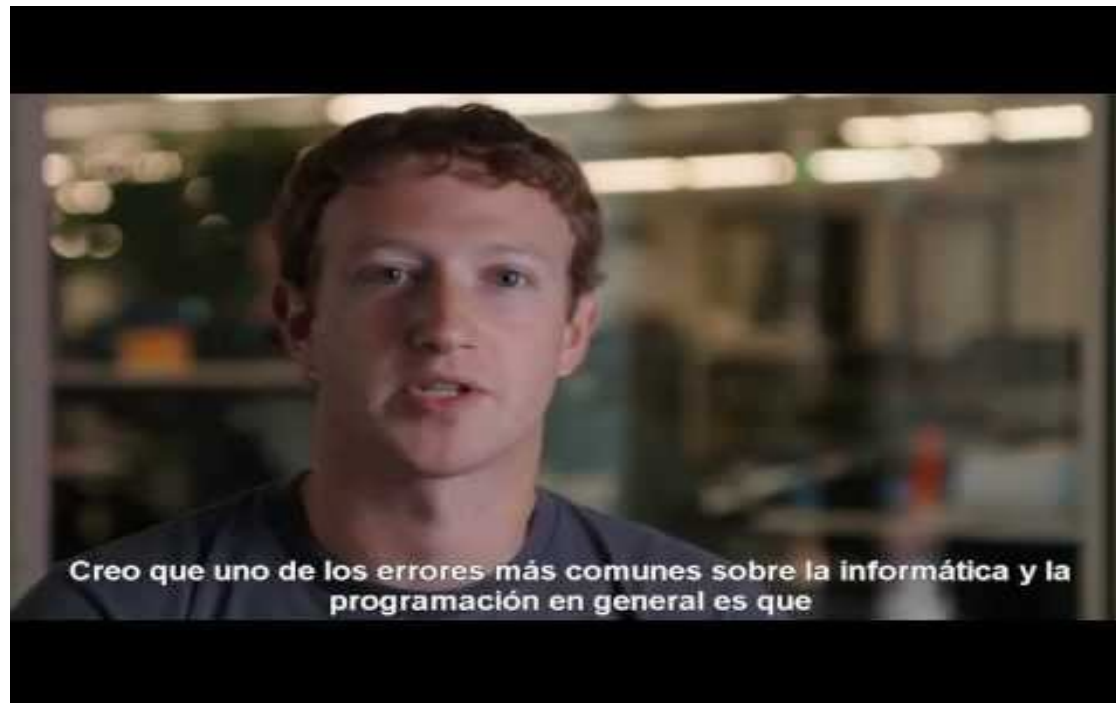 Creo que uno de los errores más comunes sobre la informática y la
programación en general es que